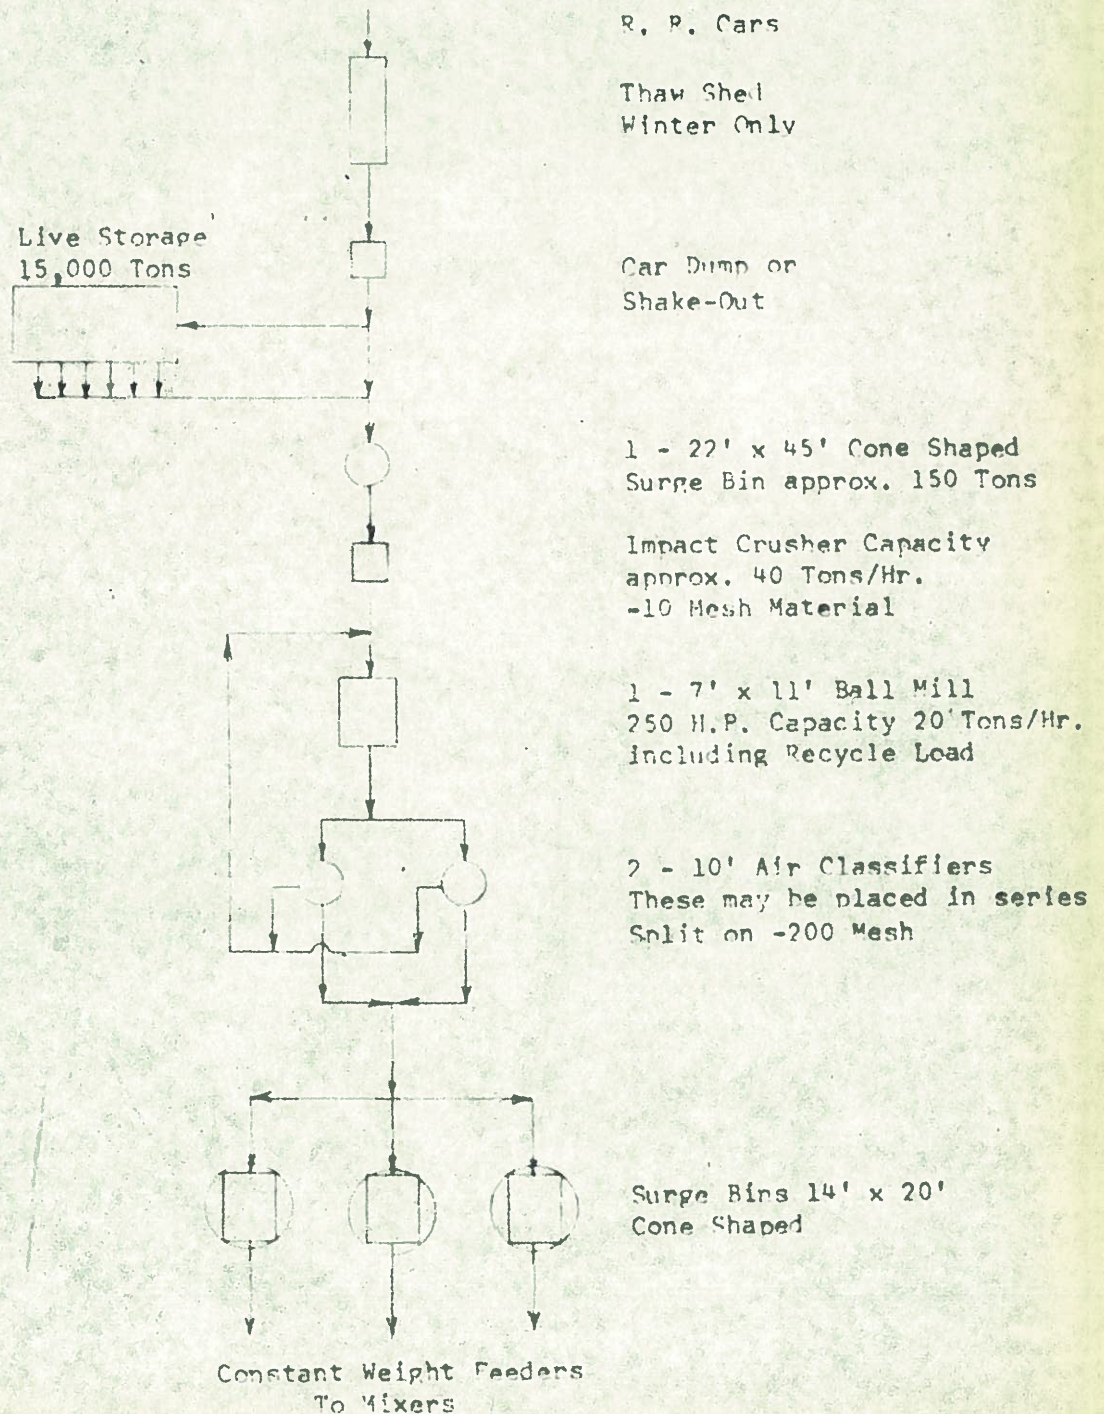 R. R. Cars
Thaw Shed
Winter Only
Live Storage
15,000 Tons
Car Dump or
Shake-Out
1 - 22' x 45' Cone Shaped
Surge Bin approx. 150 Tons
Impact Crusher Capacity
approx. 40 Tons/Hr.
-10 Mesh Material
1 - 7' x 11' Ball Mill
250 H.P. Capacity 20 Tons/Hr.
including Recycle Load
2 - 10' Air Classifiers
These may be placed in series
Split on -200 Mesh
Surge Bins 14' x 20'
Cone Shaped
Constant Weight Feeders
To Mixers